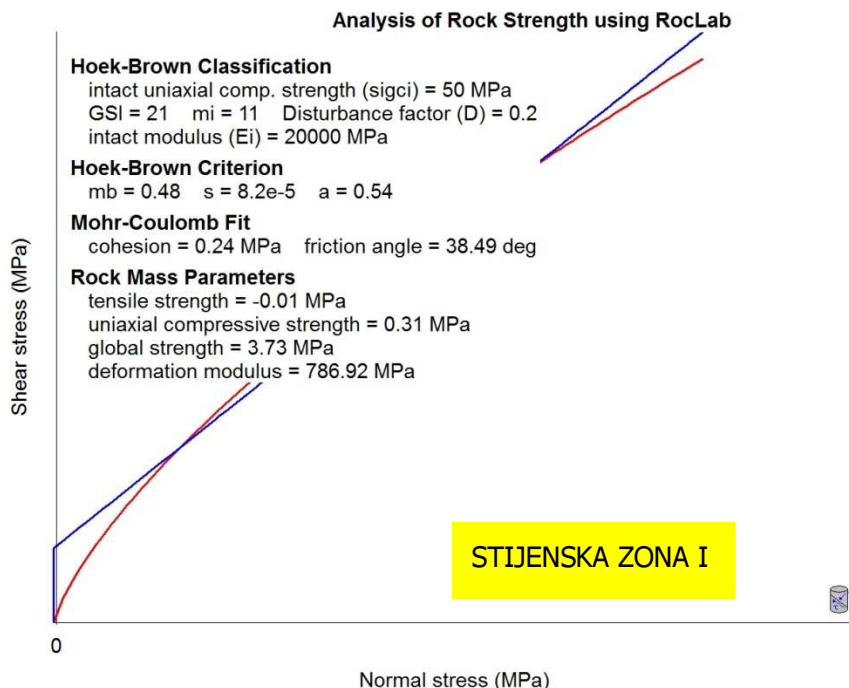 Analysis of Rock Strength using RocLab
Hoek-Brown Classification
intact uniaxial comp. strength (sigci) = 50 MPa
GSI = 21 mi = 11 Disturbance factor (D) = 0.2
intact modulus (Ei) = 20000 MPa
Hoek-Brown Criterion
mb = 0.48 s = 8.2e-5 a = 0.54
Mohr-Coulomb Fit
cohesion = 0.24 MPa friction angle = 38.49 deg
Rock Mass Parameters
tensile strength = -0.01 MPa
uniaxial compressive strength = 0.31 MPa
global strength = 3.73 MPa
deformation modulus = 786.92 MPa
Shear stress (MPa)
STIJENSKA ZONA I
0
Normal stress (MPa)